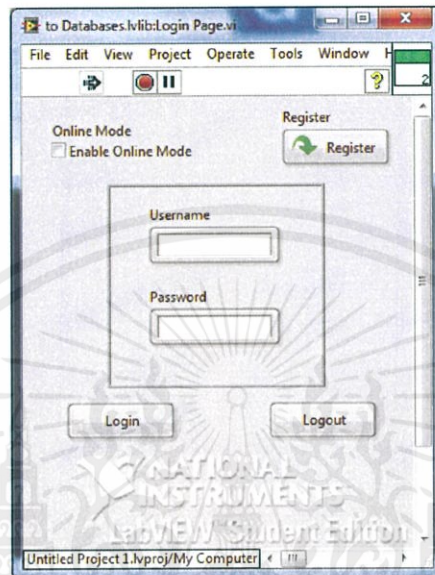 to Databases.lvlib:Login Page.vi
File Edit View Project Operate Tools Window H
2
Register
Online Mode
Enable Online Mode
Register
Username
Password
Login
Logout
NATIONAL
INSTRUMENTS
LabVIEW Student Edition
Untitled Project 1.lvproj/My Computer